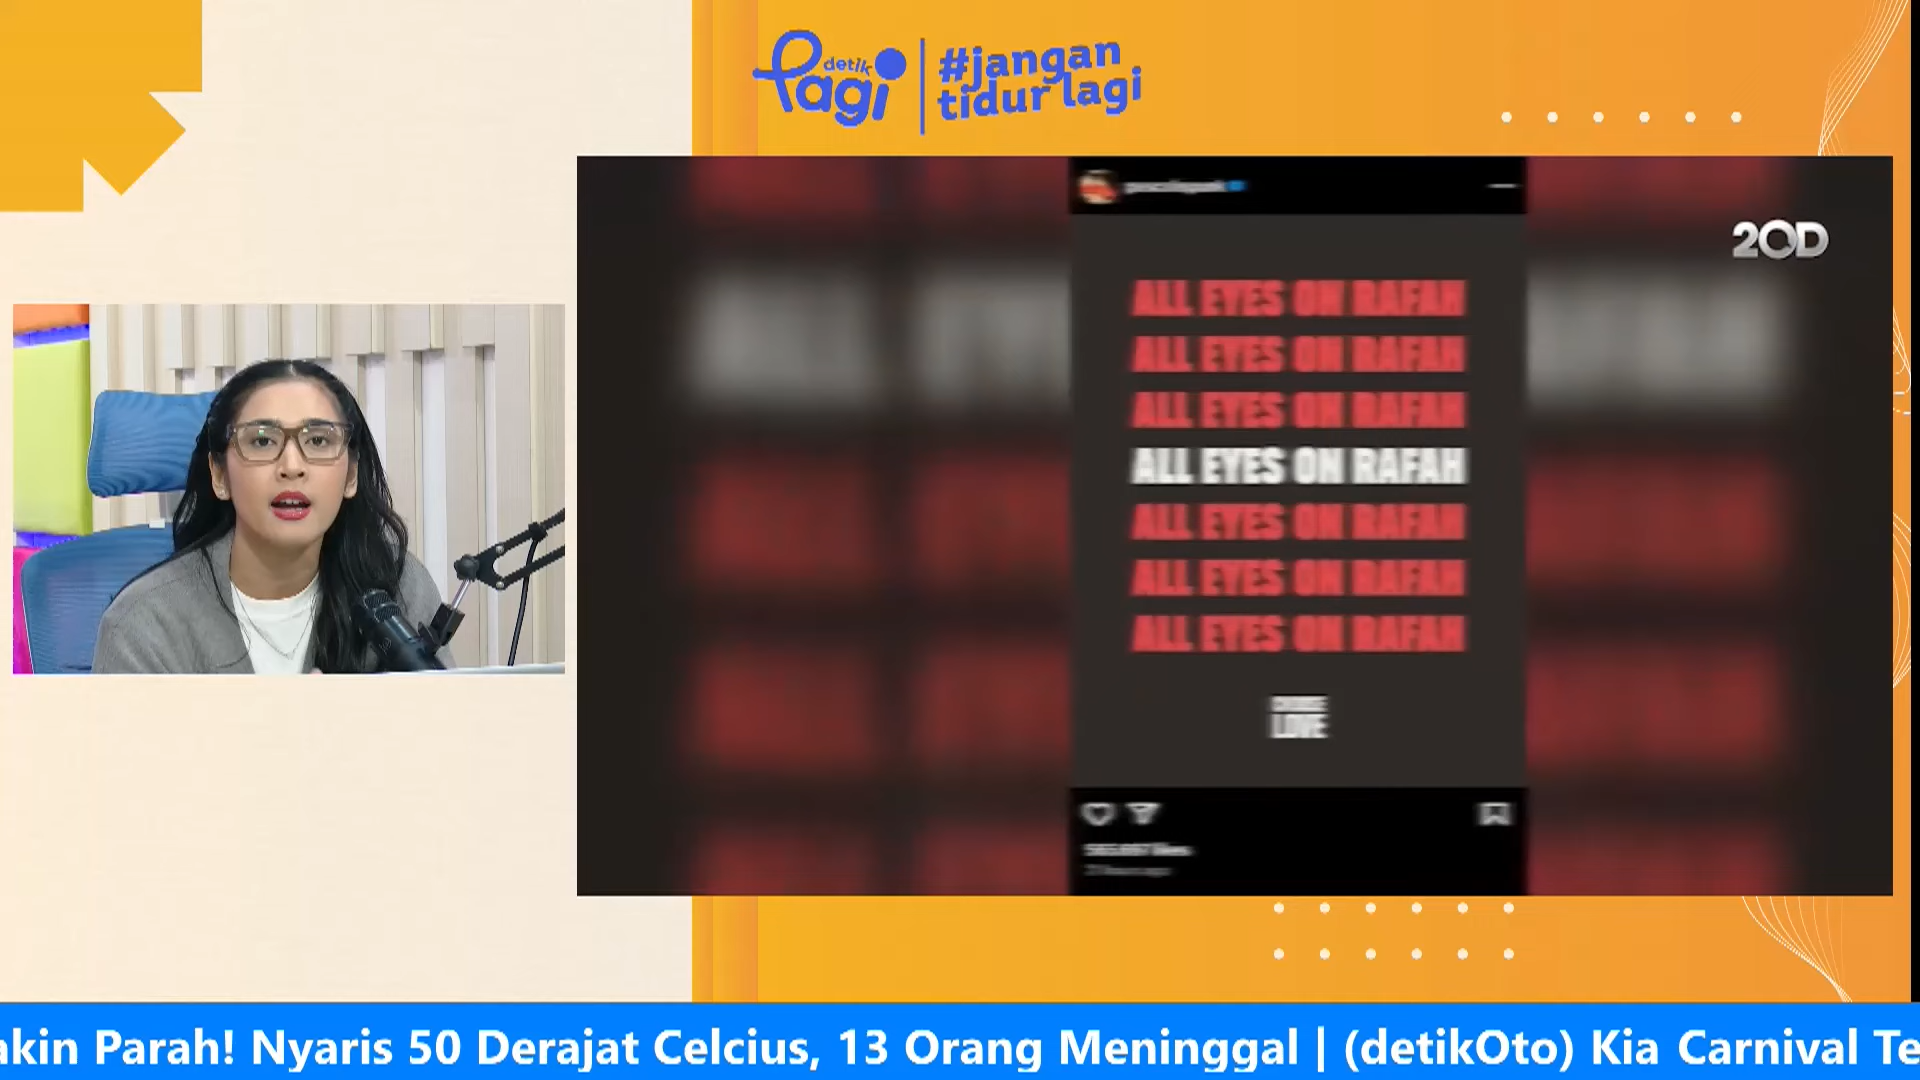 detik
Pagi
#jangan
tidur lagi
20D
ALL EYES ON RAFAH
ALL EYES ON RAFAH
ALL EYES ON RAFAH
ALL EYES ON RAFAH
ALL EYES ON RAFAH
ALL EYES ON RAFAH
ALL EYES ON RAFAH
LOVE
akin Parah! Nyaris 50 Derajat Celcius, 13 Orang Meninggal | (detikOto) Kia Carnival Te